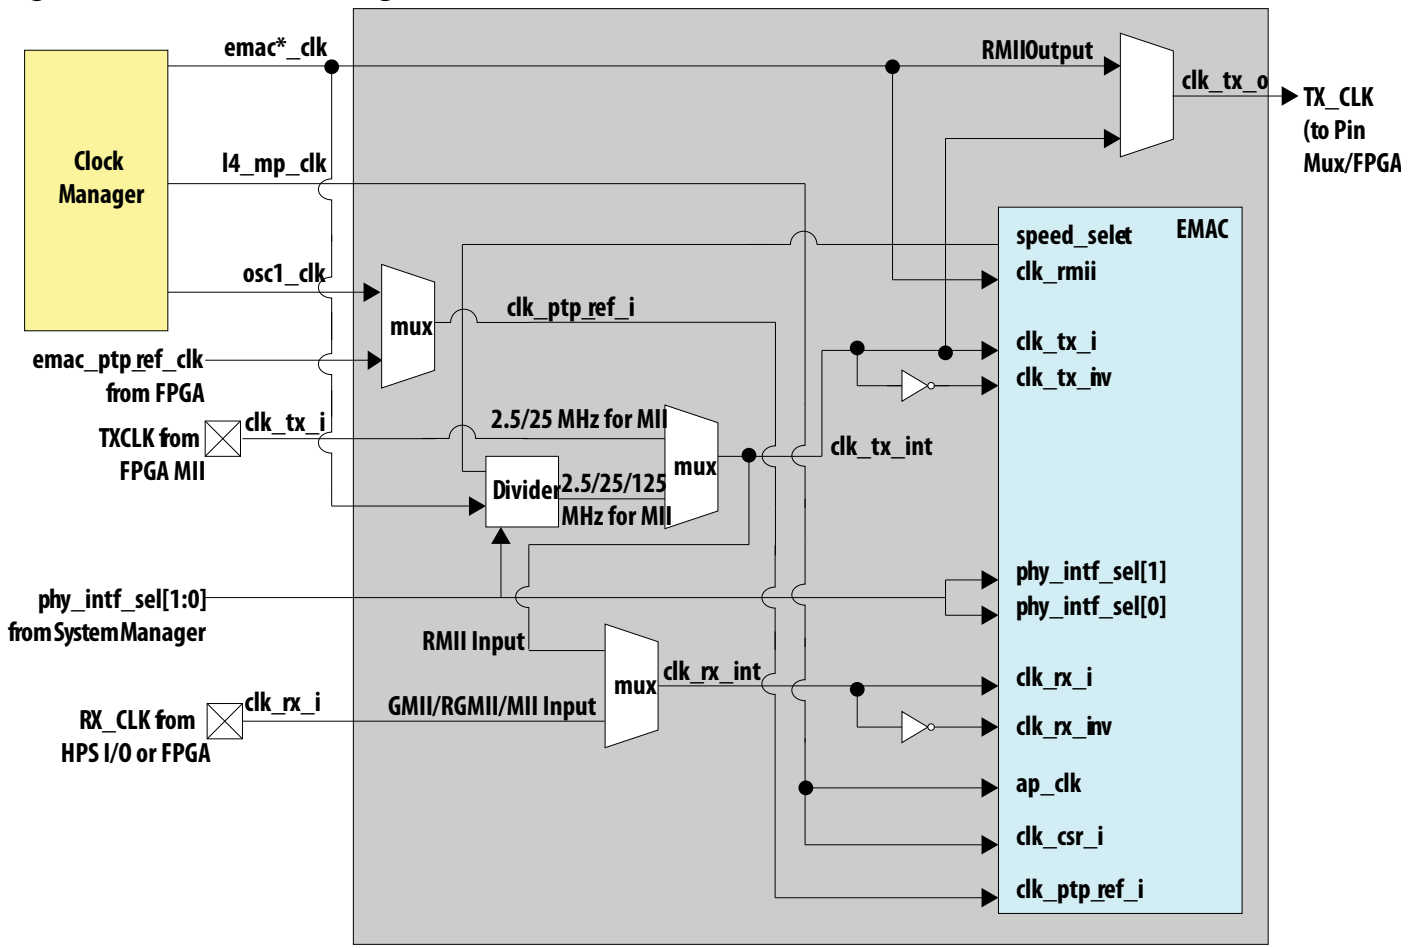 emac*_clk
RMIIOutput
clk_tx_o
TX_CLK
(to Pin
Mux/FPGA
Clock
Manager
l4_mp_clk
EMAC
speed_selet
clk_rmii
osc1_clk
mux
clk_ptp_ref_i
clk_tx_i
clk_tx_inv
emac_ptp_ref_clk
from FPGA
TXCLK from
FPGA MII
clk_tx_i
2.5/25 MHz for MII
mux
clk_tx_int
Divider
2.5/25/125
MHz for MII
phy_intf_sel[1:0]
from System Manager
phy_intf_sel[1]
phy_intf_sel[0]
RMII Input
mux
clk_rx_int
clk_rx_i
clk_rx_inv
RX_CLK from
HPS I/O or FPGA
clk_rx_i
GMII/RGMII/MII Input
ap_clk
clk_csr_i
clk_ptp_ref_i